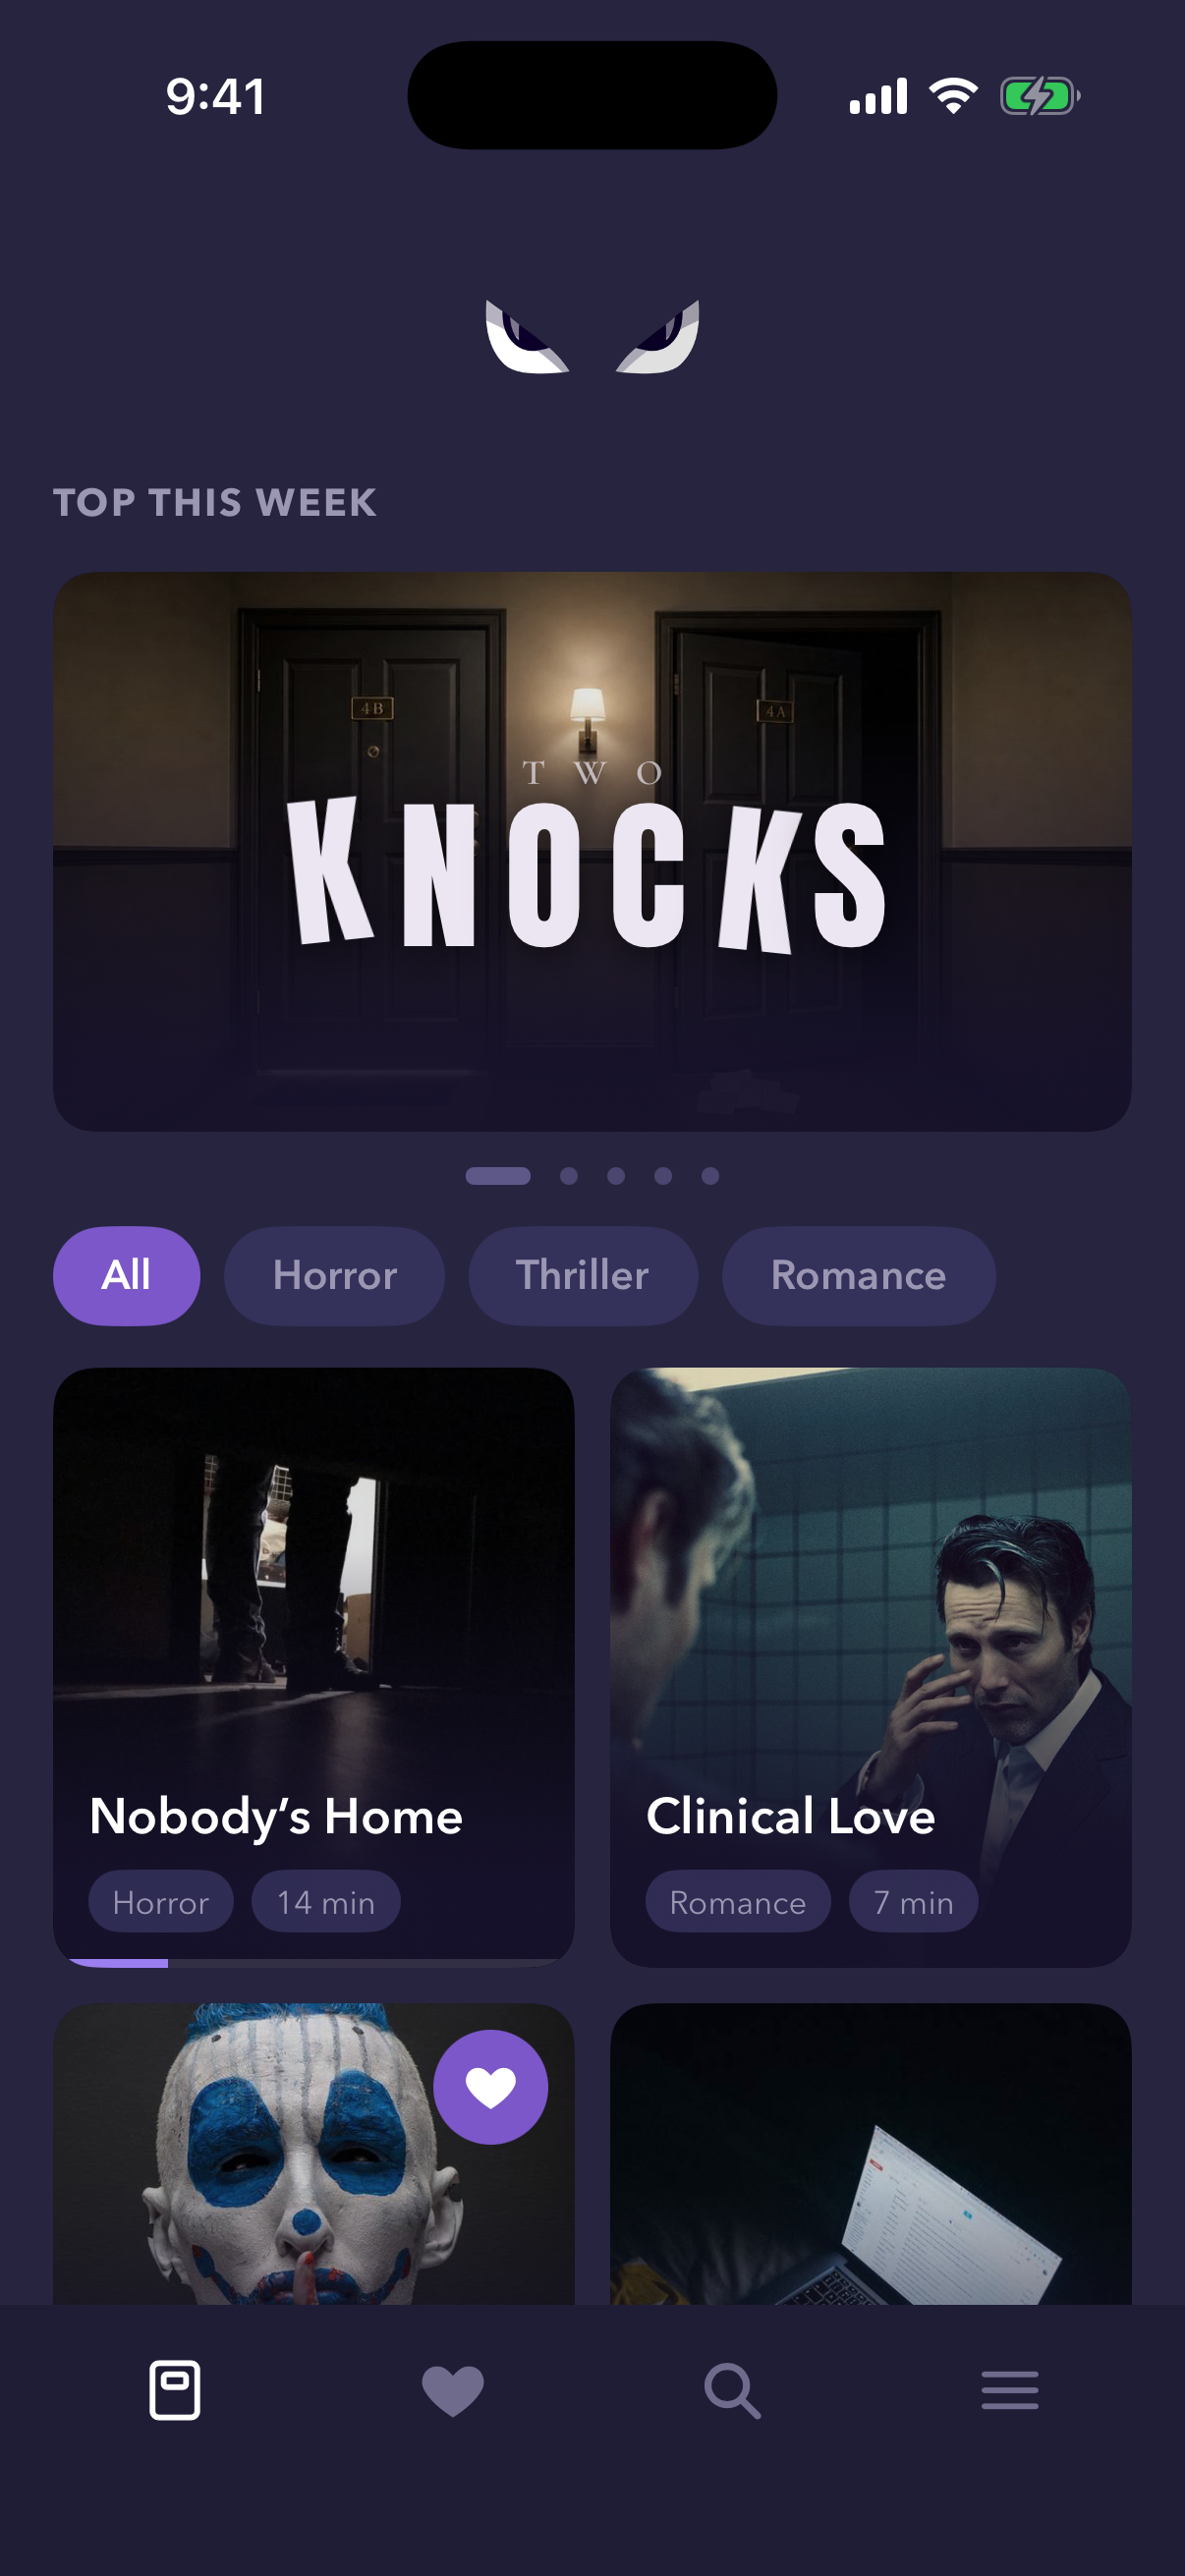 9:41
TOP THIS WEEK
4B
4A
TWO
KNOCKS
All
Horror
Thriller
Romance
Nobody’s Home
Horror
14 min
Clinical Love
Romance
7 min